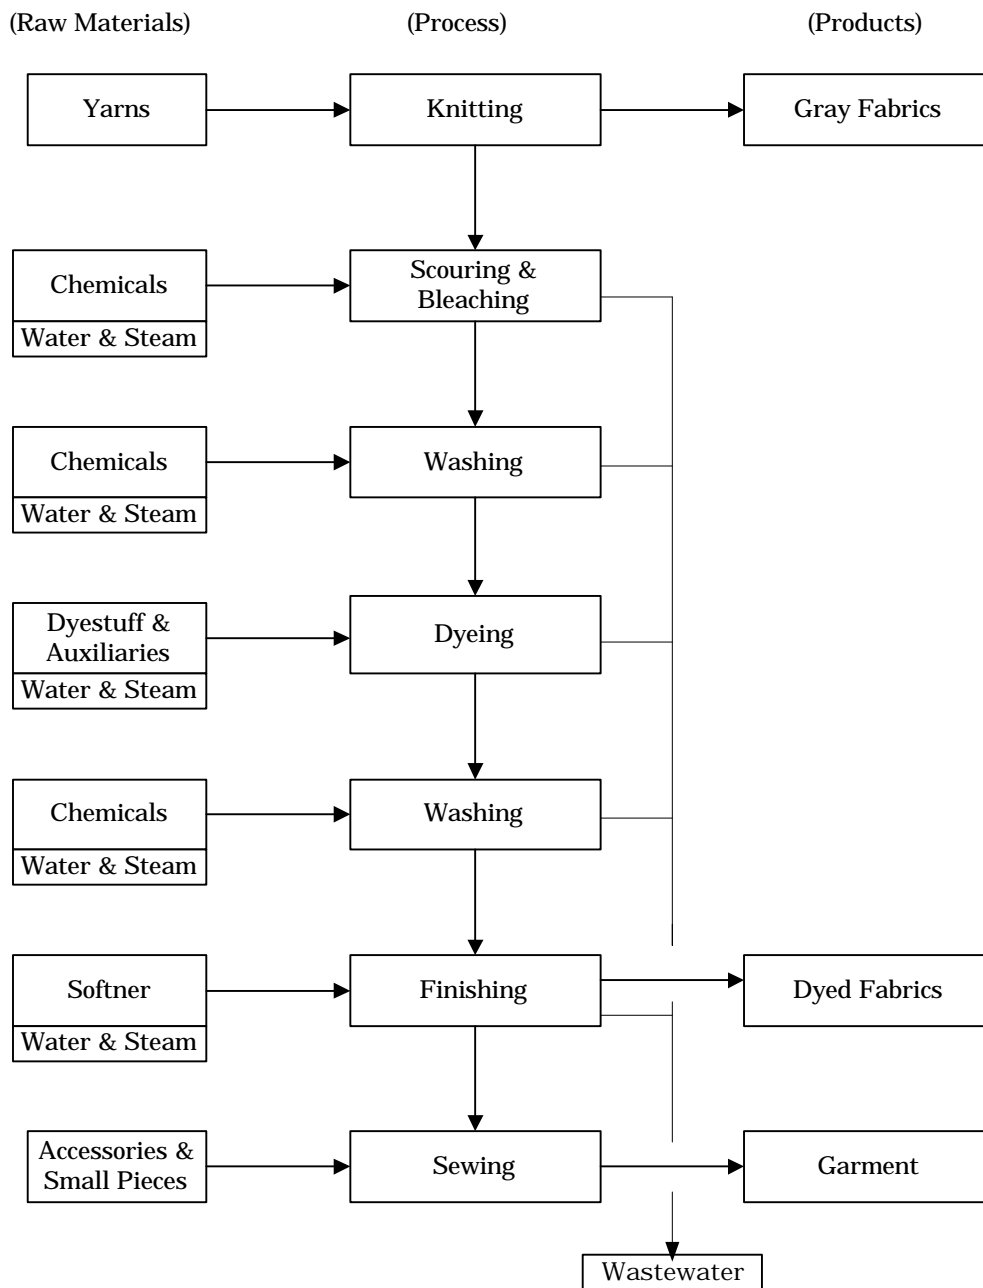 (Raw Materials)
(Process)
(Products)
Yarns
Knitting
Gray Fabrics
Chemicals
Water & Steam
Scouring &
Bleaching
Chemicals
Water & Steam
Washing
Dyestuff &
Auxiliaries
Water & Steam
Dyeing
Chemicals
Water & Steam
Washing
Softner
Water & Steam
Finishing
Dyed Fabrics
Accessories &
Small Pieces
Sewing
Garment
Wastewater